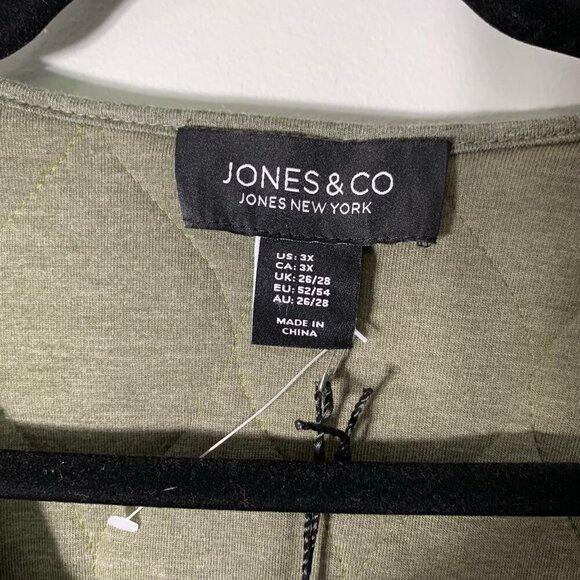 JONES & CO
JONES NEW YORK
US: 3X
CA: 3X
UK: 26/28
EU: 52/54
AU: 26/28
MADE IN
CHINA